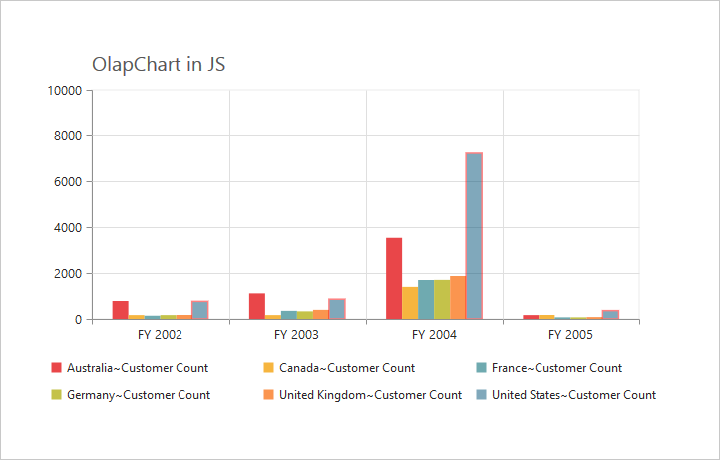 OlapChart in JS
10000
8000
6000
4000
2000
0
FY 2002 FY 2003 FY 2004 FY 2005
Australia~Customer Count Canada~Customer Count France~Customer Count
Germany~Customer Count United Kingdom~Customer Count United States~Customer Count